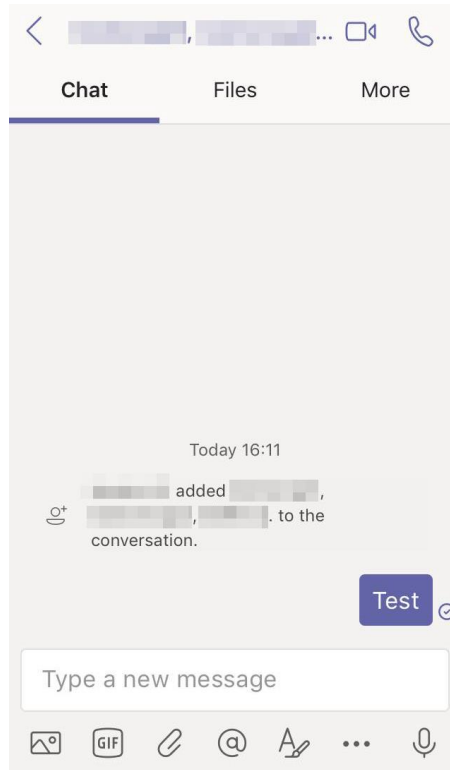 , ...
Chat Files More
Today 16:11
added ,
, . to the
conversation.
Test
Type a new message
GIF @